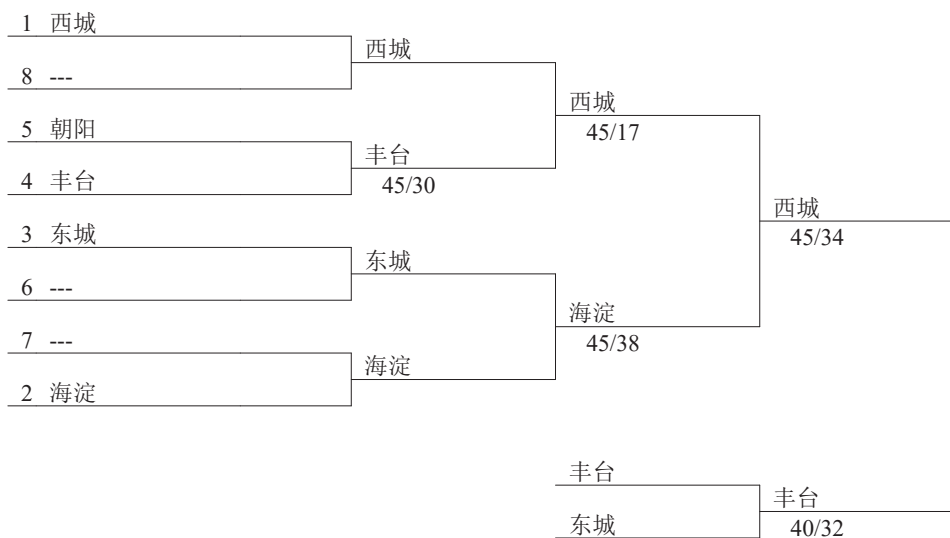 1 西城
8 ---
5 朝阳
4 丰台
3 东城
6 ---
7 ---
2 海淀
西城
丰台
45/30
东城
海淀
西城
45/17
海淀
45/38
西城
45/34
丰台
东城
丰台
40/32